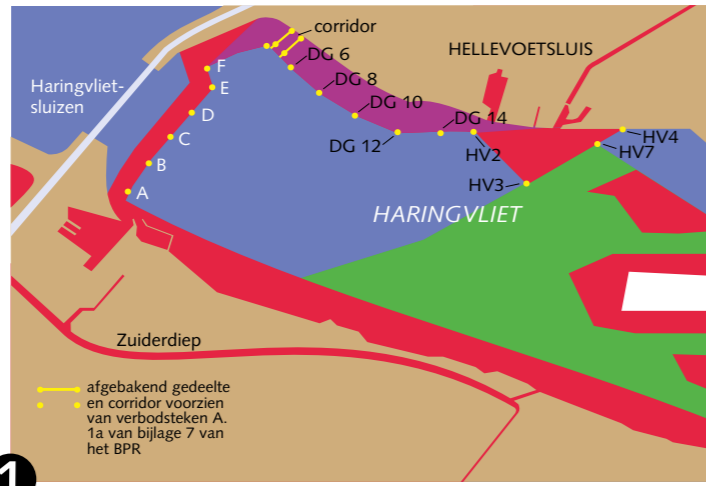 corridor
HELLEVOETSLUIS
F
DG 6
Haringvliet-
sluizen
E
DG 8
D
DG 10
C
DG 14
DG 12
HV2
HV4
HV7
B
A
HV3
HARINGVLIET
Zuiderdiep
afgebakend gedeelte
en corridor voorzien
van verbodsteken A.
1a van bijlage 7 van
het BPR
1